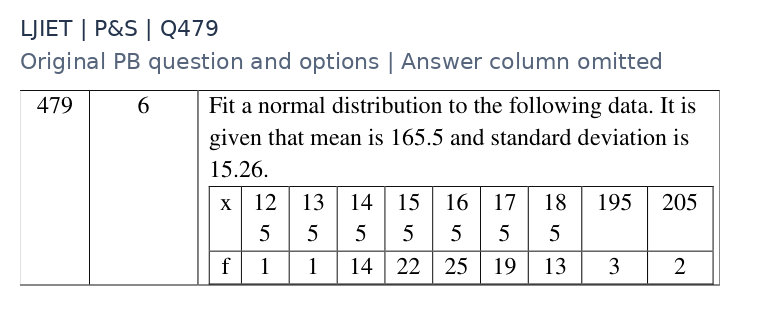 LJIET | P&S | Q479
Original PB question and options | Answer column omitted
479 6 Fit a normal distribution to the following data. It is
given that mean is 165.5 and standard deviation is
15.26.
x 12 13 14 15 16 17 18 195 205
5 5 5 5 5 5 5
f 1 1 14 22 25 19 13 3 2